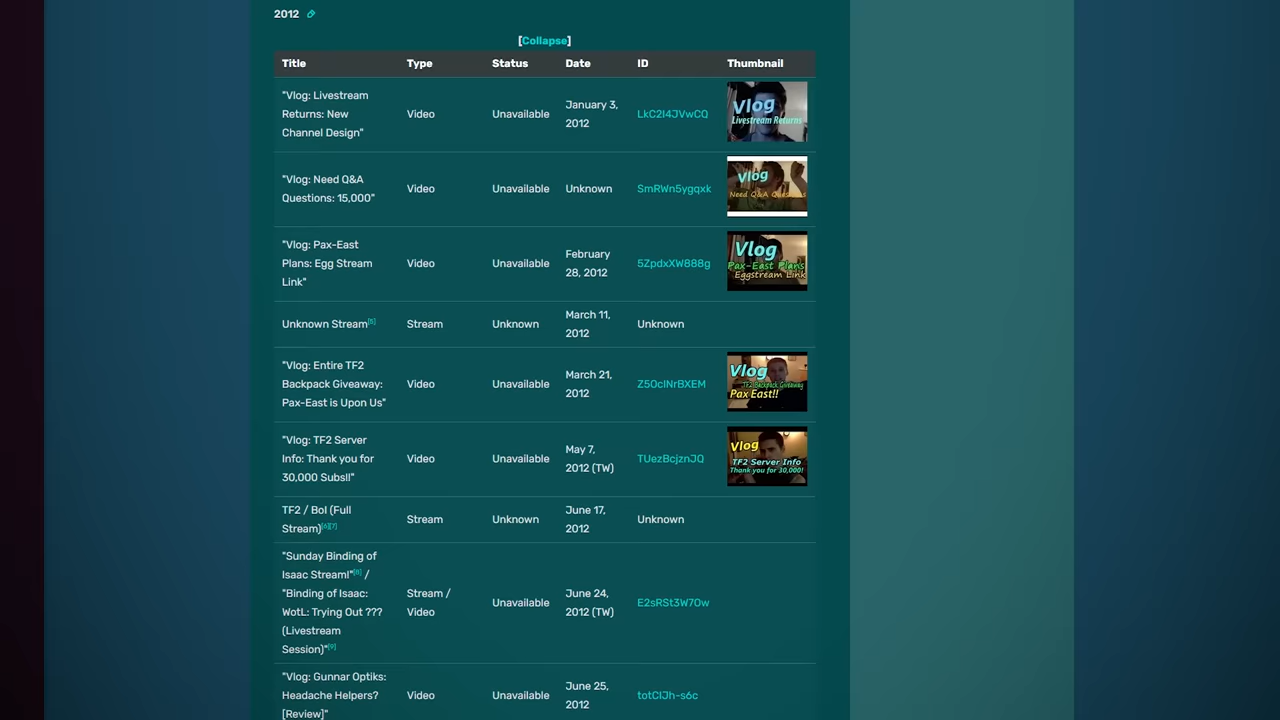 2012
[Collapse]
Title Type Status Date ID Thumbnail
"Vlog: Livestream
Returns: New
Channel Design"
Video
Unavailable
January 3,
2012
LkC2I4JVwCQ
Vlog
Livestream Returns
"Vlog: Need Q&A
Questions: 15,000"
Video
Unavailable
Unknown
SmRWn5ygqxk
Vlog
Need Q&A Questions
"Vlog: Pax-East
Plans: Egg Stream
Link"
Video
Unavailable
February
28, 2012
5ZpdxXW888g
Vlog
Pax-East Plans
Eggstream Link
Unknown Stream[5]
Stream
Unknown
March 11,
2012
Unknown
"Vlog: Entire TF2
Backpack Giveaway:
Pax-East is Upon Us"
Video
Unavailable
March 21,
2012
Z5OcINrBXEM
Vlog
TF2 Backpack Giveaway
Pax East!!
"Vlog: TF2 Server
Info: Thank you for
30,000 Subs!!"
Video
Unavailable
May 7,
2012 (TW)
TUezBcjznJQ
Vlog
TF2 Server Info
Thank you for 30,000!
TF2 / BoI (Full
Stream)[6][7]
Stream
Unknown
June 17,
2012
Unknown
"Sunday Binding of
Isaac Stream!"[8] /
"Binding of Isaac:
WotL: Trying Out ???
(Livestream
Session)"[9]
Stream /
Video
Unavailable
June 24,
2012 (TW)
E2sRSt3W7Ow
"Vlog: Gunnar Optiks:
Headache Helpers?
[Review]"
Video
Unavailable
June 25,
2012
totCIJh-s6c